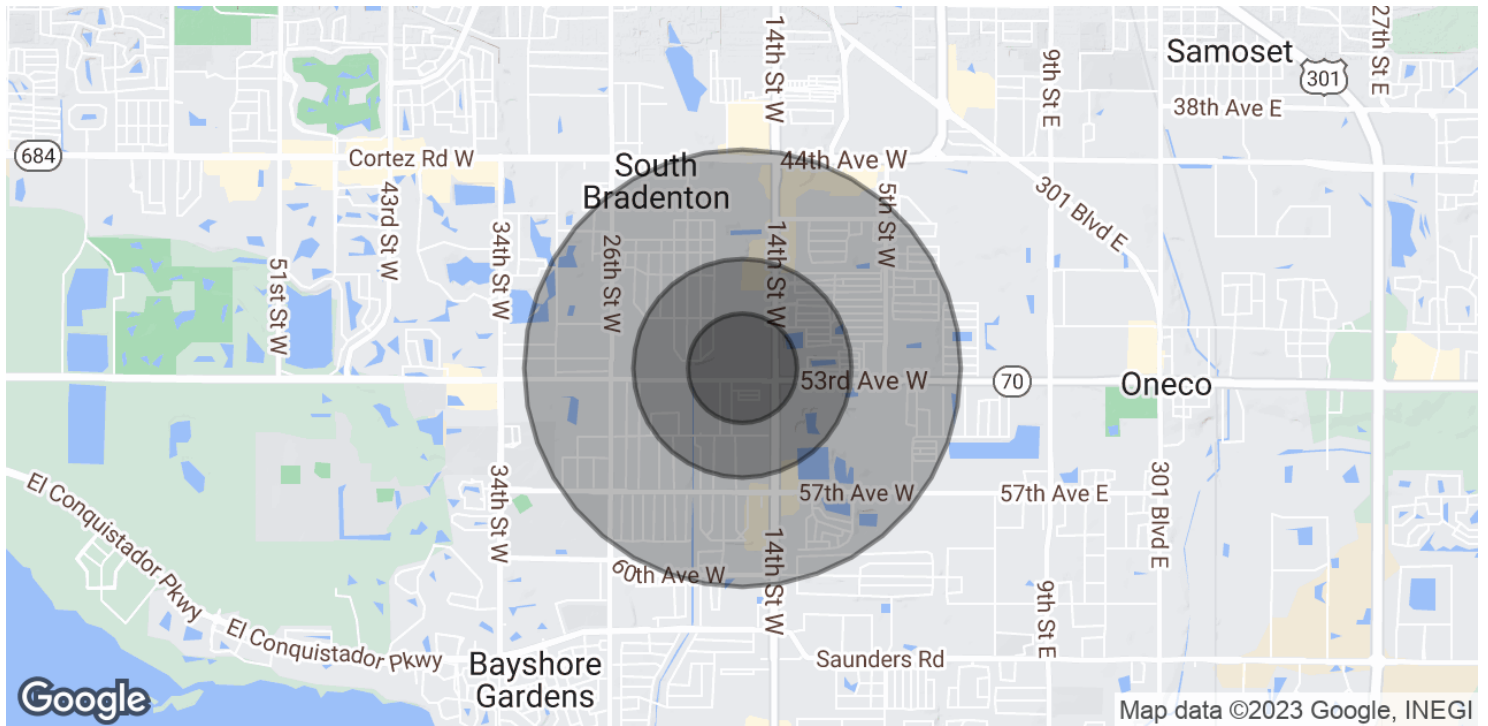 14th St W
Samoset
27th St E
301
9th St E
38th Ave E
684
Cortez Rd W
South
Bradenton
44th Ave W
43rd St W
5th St W
301 Blvd E
34th St W
26th St W
14th St W
51st St W
53rd Ave W
70
Oneco
34th St W
57th Ave W
57th Ave E
301 Blvd E
El Conquistador Pkwy
14th St W
60th Ave W
9th St E
El Conquistador Pkwy
Bayshore
Gardens
Saunders Rd
Google
Map data ©2023 Google, INEGI